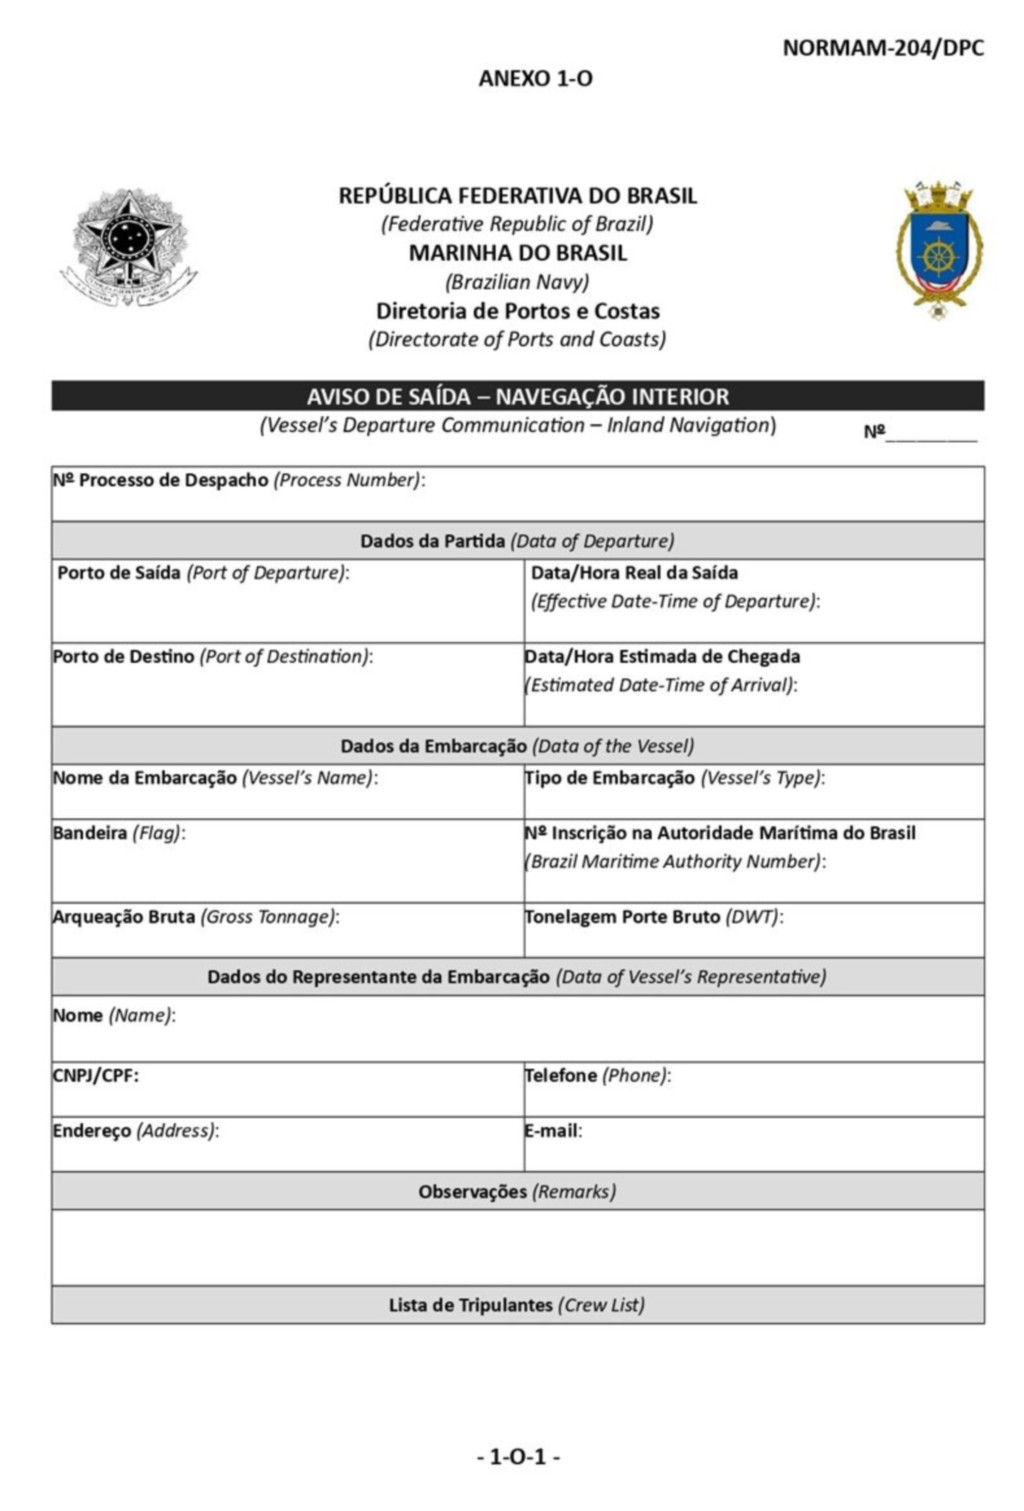 NORMAM-204/DPC
ANEXO 1-O
REPÚBLICA FEDERATIVA DO BRASIL
(Federative Republic of Brazil)
MARINHA DO BRASIL
(Brazilian Navy)
Diretoria de Portos e Costas
(Directorate of Ports and Coasts)
AVISO DE SAÍDA – NAVEGAÇÃO INTERIOR
(Vessel's Departure Communication – Inland Navigation)
Nº_________
Nº Processo de Despacho (Process Number):
Dados da Partida (Data of Departure)
Porto de Saída (Port of Departure):
Data/Hora Real da Saída
(Effective Date-Time of Departure):
Porto de Destino (Port of Destination):
Data/Hora Estimada de Chegada
(Estimated Date-Time of Arrival):
Dados da Embarcação (Data of the Vessel)
Nome da Embarcação (Vessel's Name):
Tipo de Embarcação (Vessel's Type):
Bandeira (Flag):
Nº Inscrição na Autoridade Marítima do Brasil
(Brazil Maritime Authority Number):
Arqueação Bruta (Gross Tonnage):
Tonelagem Porte Bruto (DWT):
Dados do Representante da Embarcação (Data of Vessel's Representative)
Nome (Name):
CNPJ/CPF:
Telefone (Phone):
Endereço (Address):
E-mail:
Observações (Remarks)
Lista de Tripulantes (Crew List)
- 1-O-1 -